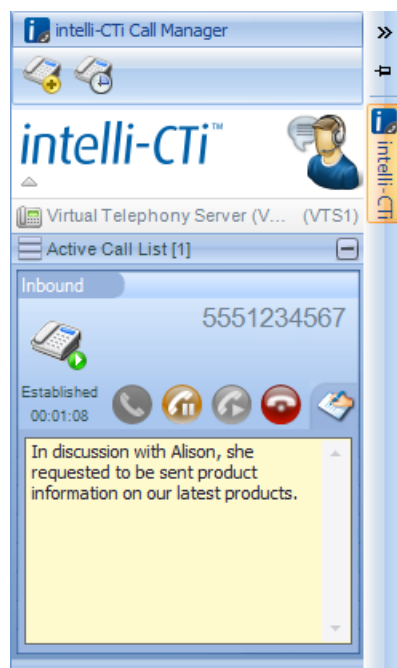 intelli-CTi Call Manager
intelli-CTi™
Virtual Telephony Server (V... (VTS1)
Active Call List [1]
Inbound
5551234567
Established
00:01:08
In discussion with Alison, she
requested to be sent product
information on our latest products.
intelli-CTi